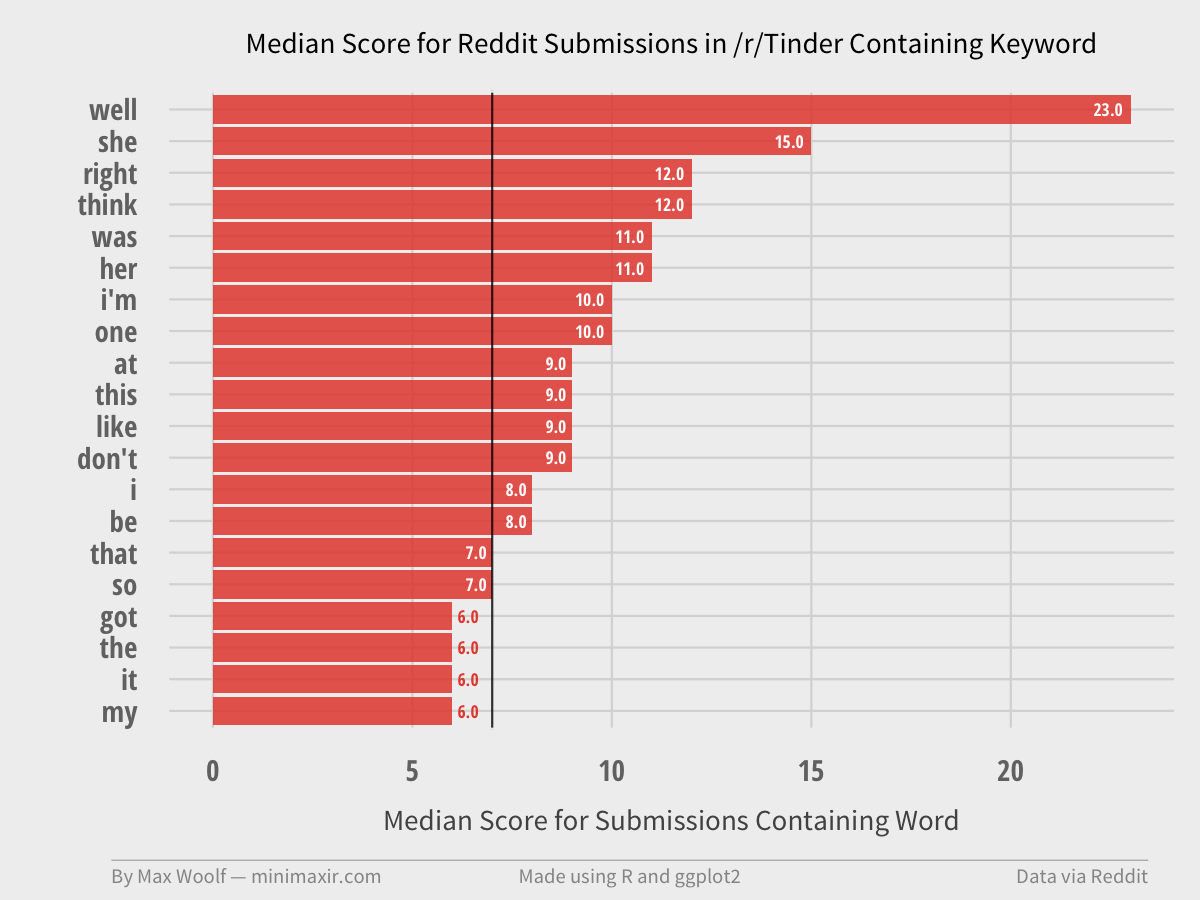 Median Score for Reddit Submissions in /r/Tinder Containing Keyword
well 23.0
she 15.0
right 12.0
think 12.0
was 11.0
her 11.0
i'm 10.0
one 10.0
at 9.0
this 9.0
like 9.0
don't 9.0
i 8.0
be 8.0
that 7.0
so 7.0
got 6.0
the 6.0
it 6.0
my 6.0
0 5 10 15 20
Median Score for Submissions Containing Word
By Max Woolf — minimaxir.com Made using R and ggplot2 Data via Reddit